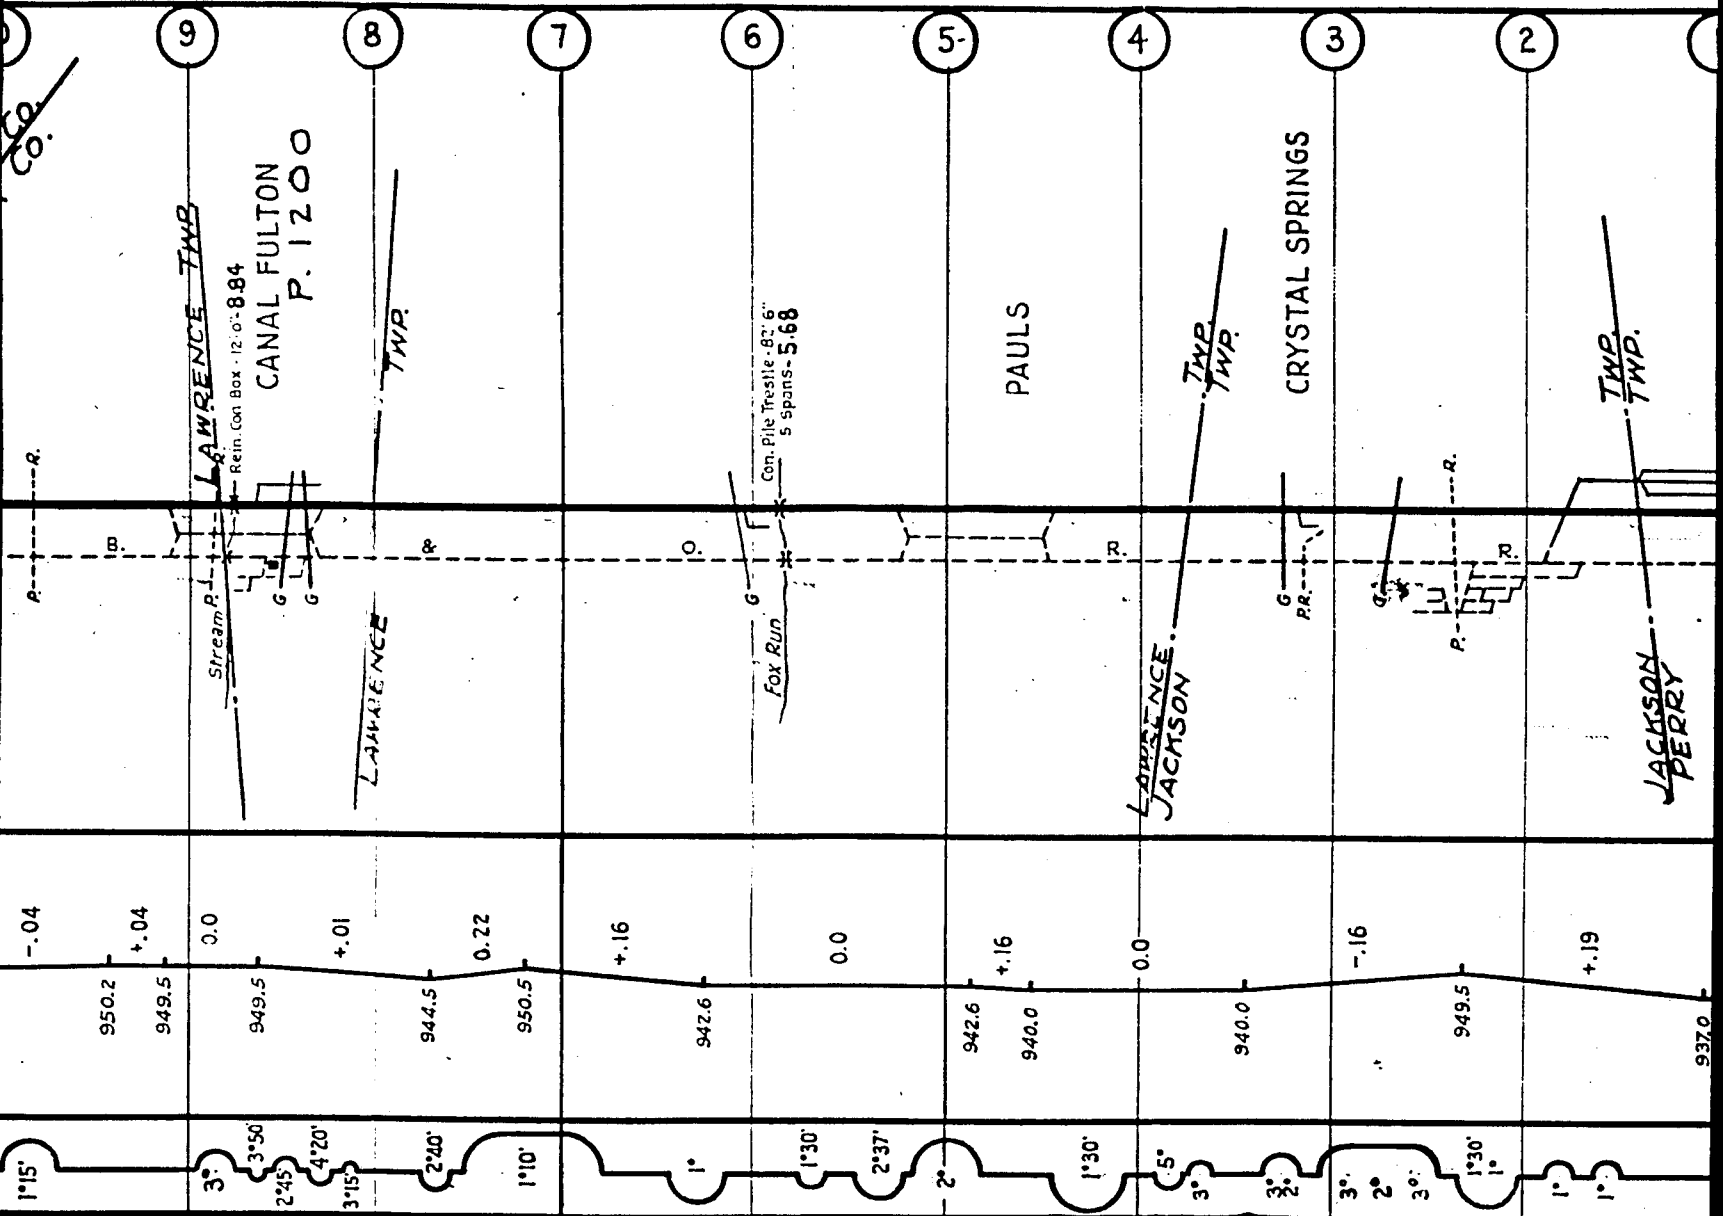 9
8
7
6
5
4
3
2
CO.
CO.
LAWRENCE TWP.
Rein. Con Box - 12'0" - 8.84
CANAL FULTON
P. 1200
TWP.
Con. Pile Trestle - 82' 6"
5 Spans - 5.68
PAULS
TWP.
TWP.
CRYSTAL SPRINGS
TWP.
TWP.
R.
R.
R.
B.
&
O.
R.
R.
P.
P.
G
G
G
G
P.R.
G
P.
Stream
LAWRENCE
Fox Run
LAWRENCE
JACKSON
JACKSON
PERRY
-.04
+.04
0.0
+.01
0.22
+.16
0.0
+.16
0.0
-.16
+.19
950.2
949.5
949.5
944.5
950.5
942.6
942.6
940.0
940.0
949.5
937.0
1°15'
3°
3°50'
2°45'
4°20'
3°15'
2°40'
1°10'
1°
1°30'
2°37'
2°
1°30'
5°
3°
3°
2°
3°
2°
3°
1°30'
1°
1°
1°